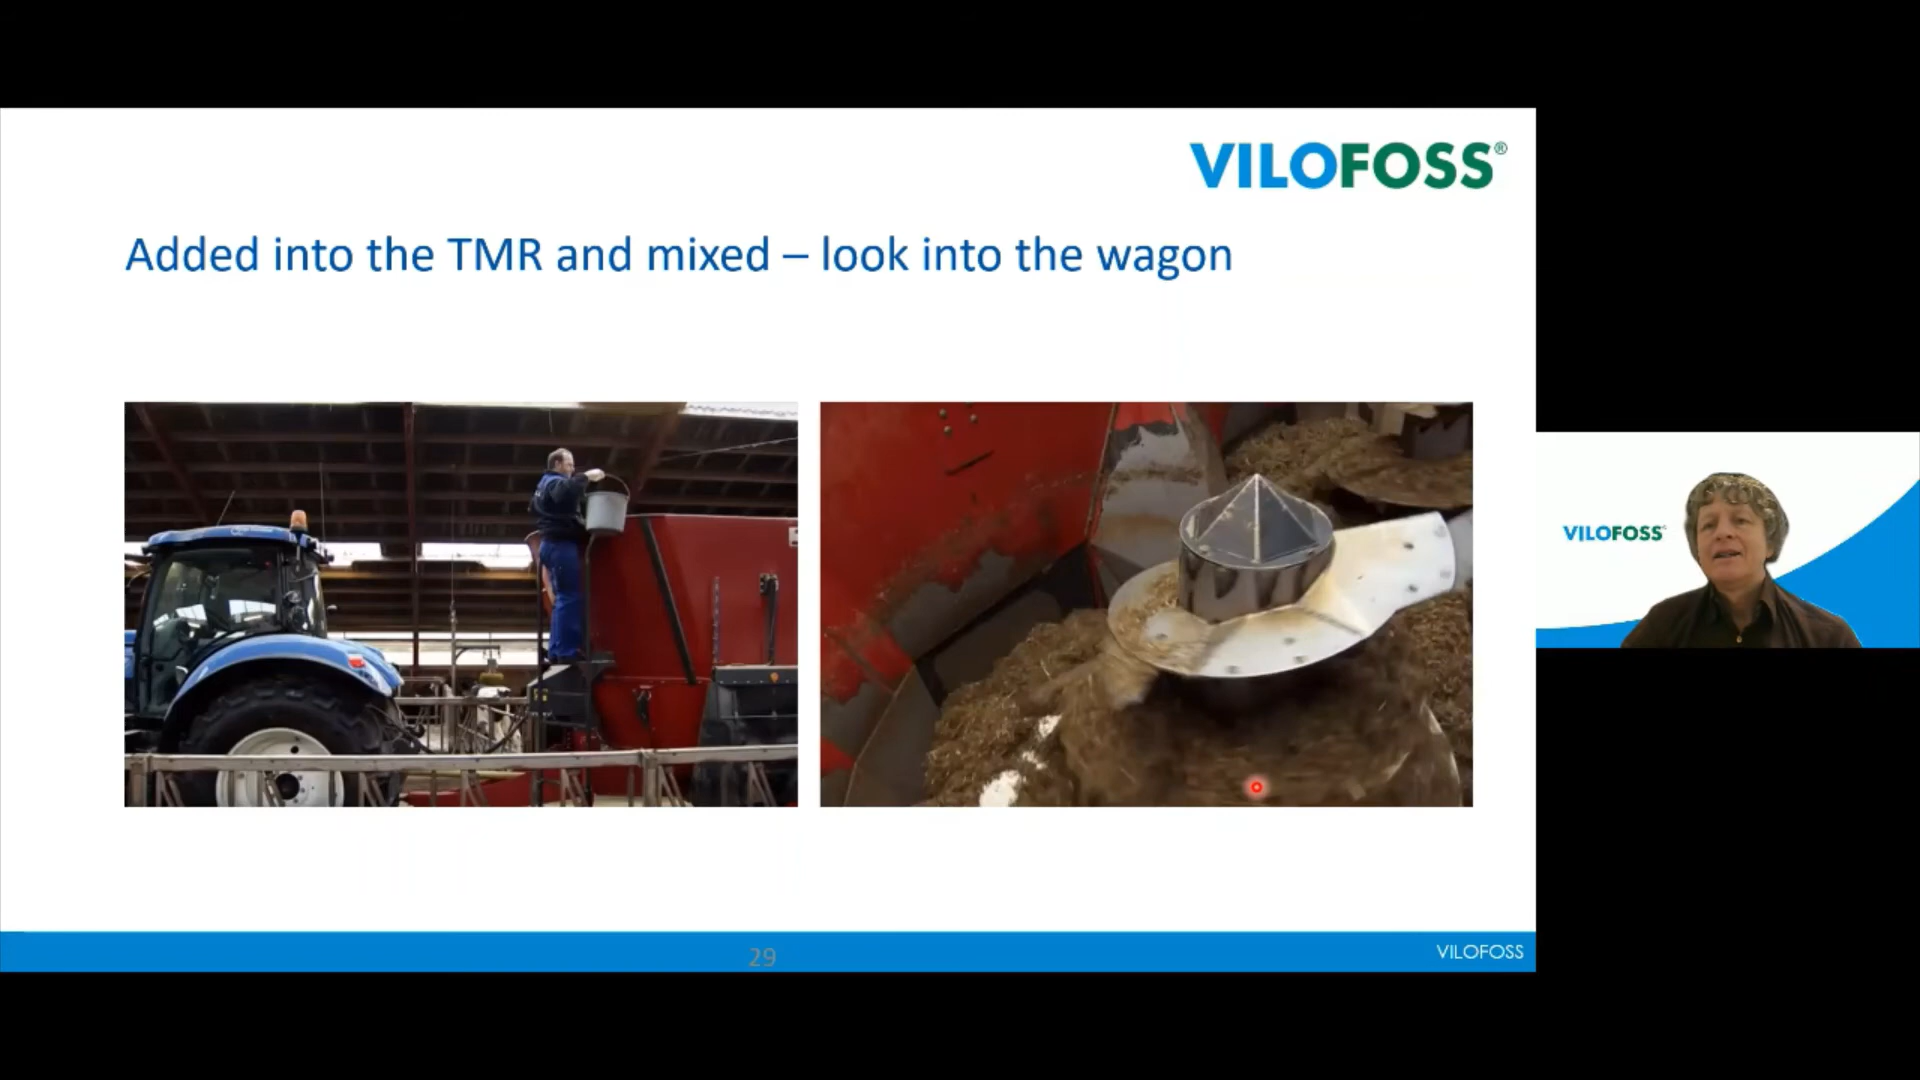 VILOFOSS®
Added into the TMR and mixed – look into the wagon
VILOFOSS
29
VILOFOSS